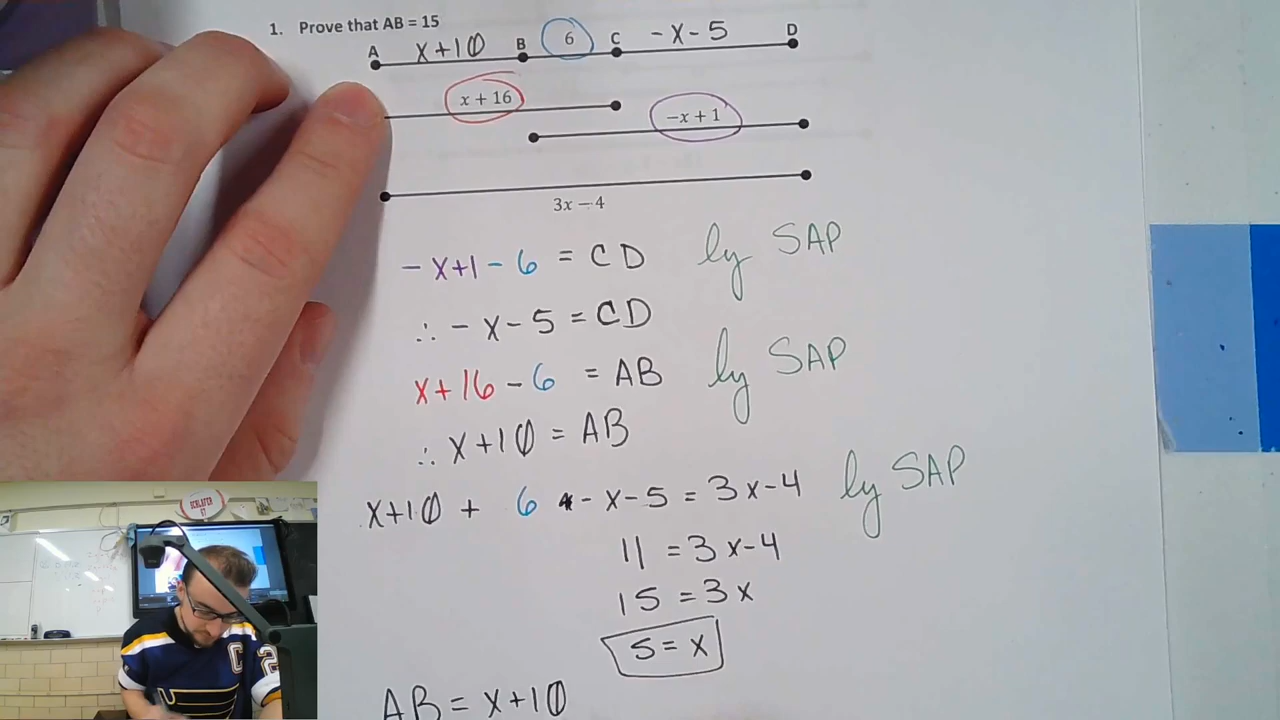 1. Prove that AB = 15
A x+10 B 6 C -x-5 D
x + 16
-x + 1
3x - 4
-x+1-6 = CD by SAP
∴ -x-5 = CD
x+16-6 = AB by SAP
∴ x+10 = AB
x+10 + 6 + -x-5 = 3x-4 by SAP
11 = 3x-4
15 = 3x
5 = x
AB = x+10
C 2